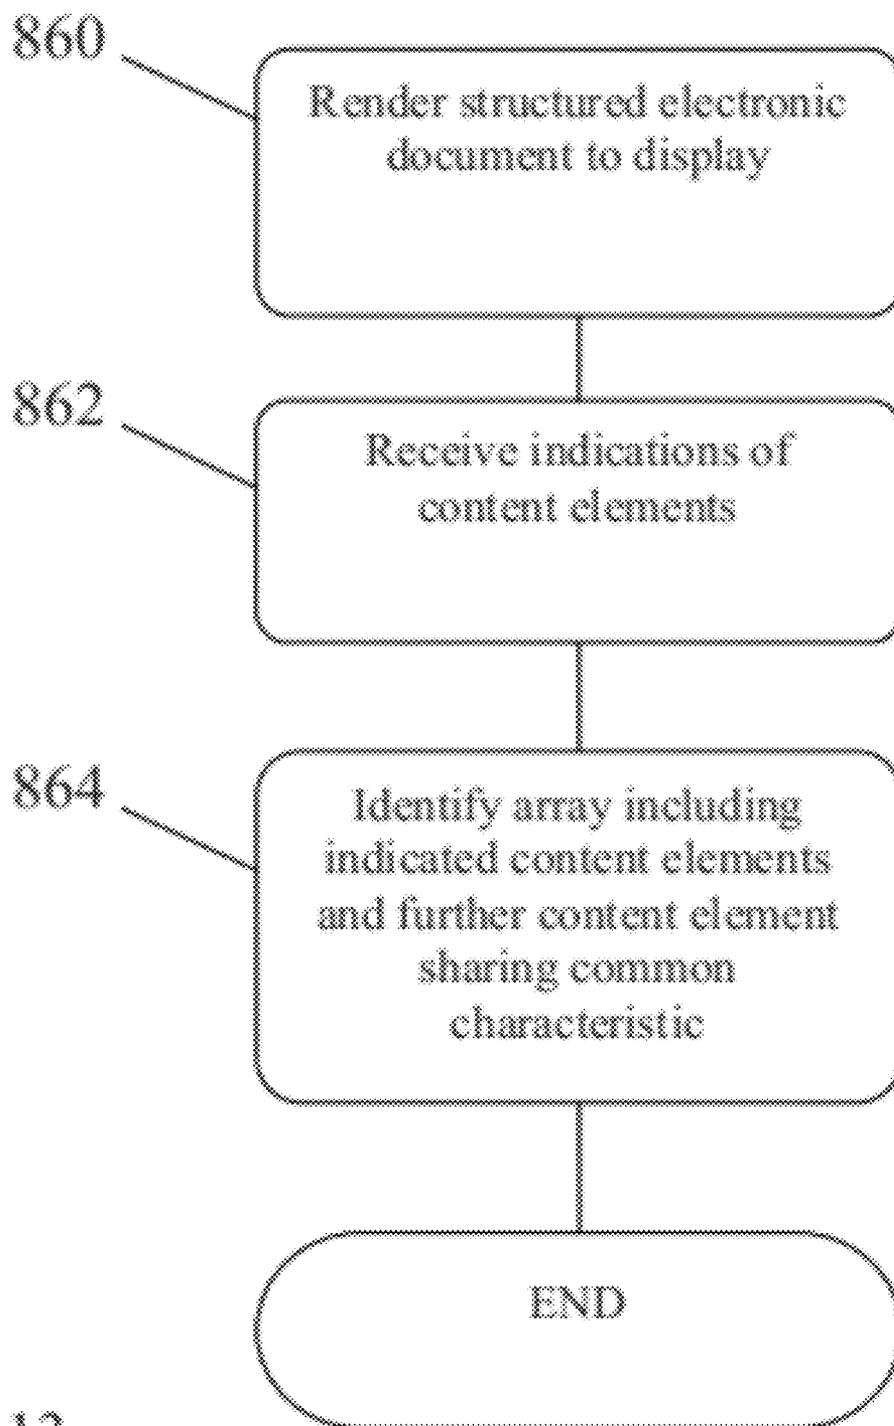 860
Render structured electronic
document to display
862
Receive indications of
content elements
864
Identify array including
indicated content elements
and further content element
sharing common
characteristic
END